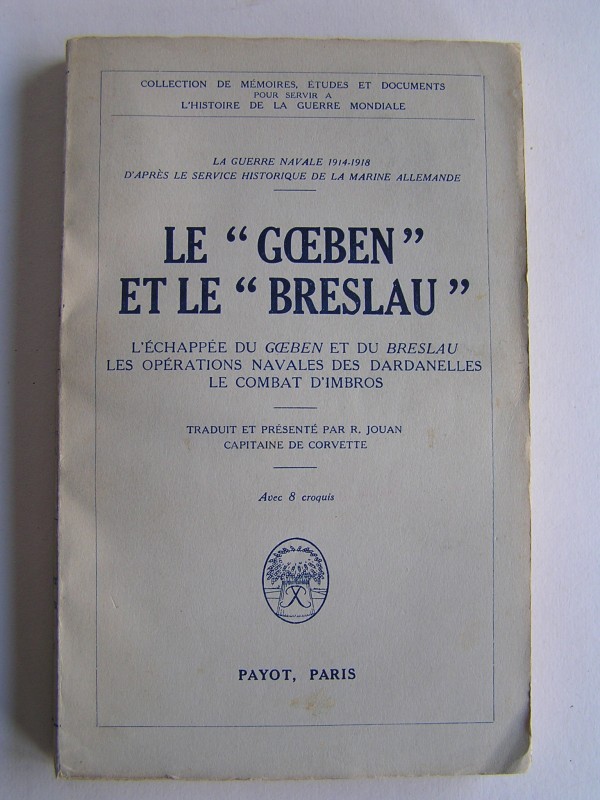 COLLECTION DE MÉMOIRES, ÉTUDES ET DOCUMENTS
POUR SERVIR A
L'HISTOIRE DE LA GUERRE MONDIALE
LA GUERRE NAVALE 1914-1918
D'APRÈS LE SERVICE HISTORIQUE DE LA MARINE ALLEMANDE
LE “ GŒBEN ”
ET LE “ BRESLAU ”
L'ÉCHAPPÉE DU GŒBEN ET DU BRESLAU
LES OPÉRATIONS NAVALES DES DARDANELLES
LE COMBAT D'IMBROS
TRADUIT ET PRÉSENTÉ PAR R. JOUAN
CAPITAINE DE CORVETTE
Avec 8 croquis
PAYOT, PARIS